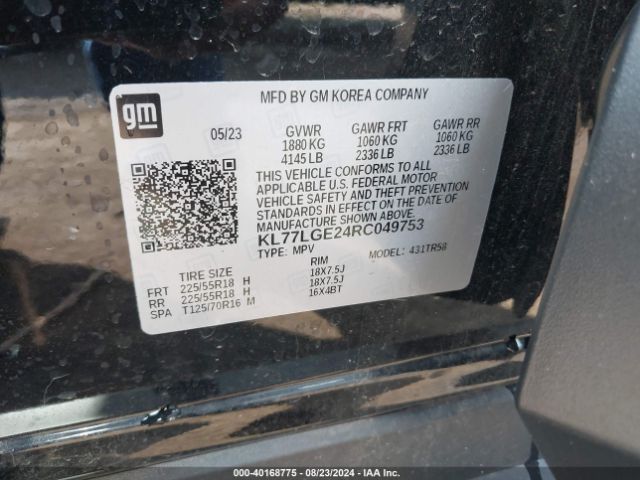 gm
MFD BY GM KOREA COMPANY
05/23 GVWR GAWR FRT GAWR RR
1880 KG 1060 KG 1060 KG
4145 LB 2336 LB 2336 LB
THIS VEHICLE CONFORMS TO ALL
APPLICABLE U.S. FEDERAL MOTOR
VEHICLE SAFETY AND THEFT PREVENTION
STANDARDS IN EFFECT ON THE DATE OF
MANUFACTURE SHOWN ABOVE.
KL77LGE24RC049753
TYPE: MPV MODEL: 431TR58
TIRE SIZE RIM
FRT 225/55R18 H 18X7.5J
RR 225/55R18 H 18X7.5J
SPA T125/70R16 M 16X4BT
000-40168775 - 08/23/2024 - IAA Inc.